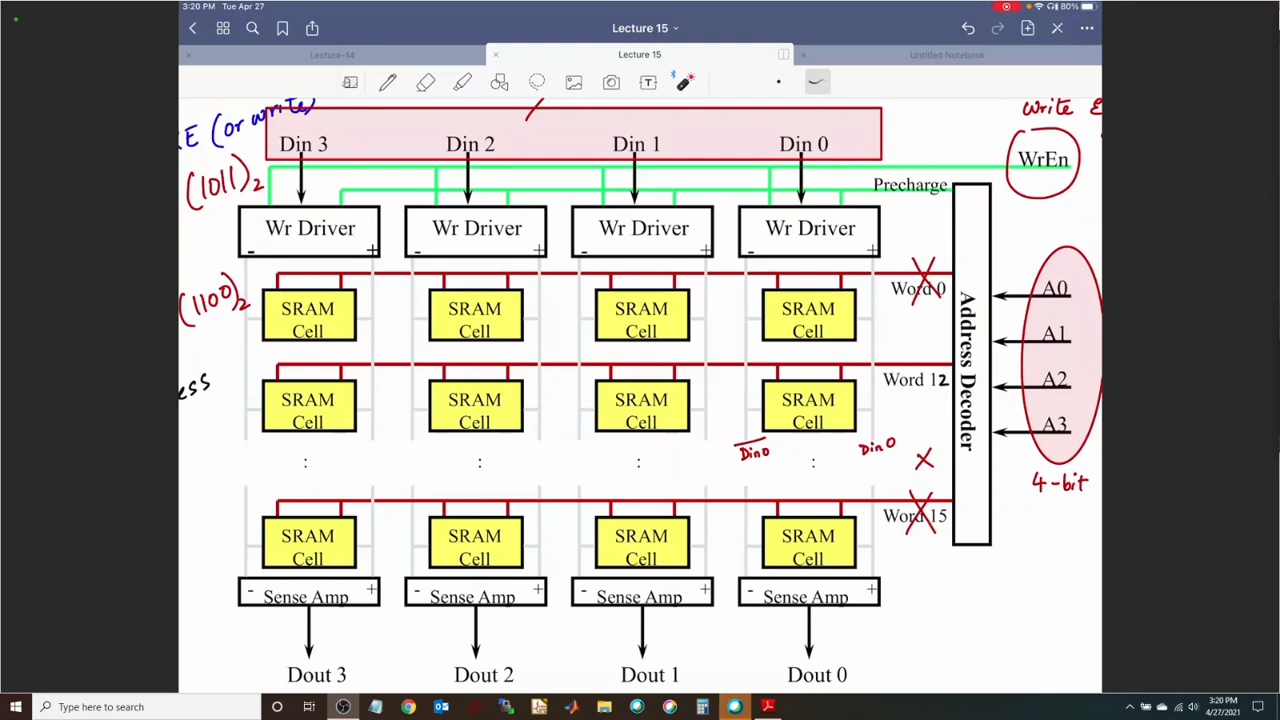 3:20 PM Tue Apr 27
80%
Lecture 15
Lecture-14
Lecture 15
Untitled Notebook
T
E (or write)
write E
Din 3 Din 2 Din 1 Din 0
WrEn
(1011)2
Precharge
Wr Driver Wr Driver Wr Driver Wr Driver
- + - + - + - +
(1100)2
Word 0
A0
SRAM SRAM SRAM SRAM
Cell Cell Cell Cell
Address Decoder
A1
ess
Word 12
A2
SRAM SRAM SRAM SRAM
Cell Cell Cell Cell
A3
Din0 Din0
: : : :
4-bit
Word 15
SRAM SRAM SRAM SRAM
Cell Cell Cell Cell
- + - + - + - +
Sense Amp Sense Amp Sense Amp Sense Amp
Dout 3 Dout 2 Dout 1 Dout 0
Type here to search
3:20 PM
4/27/2021